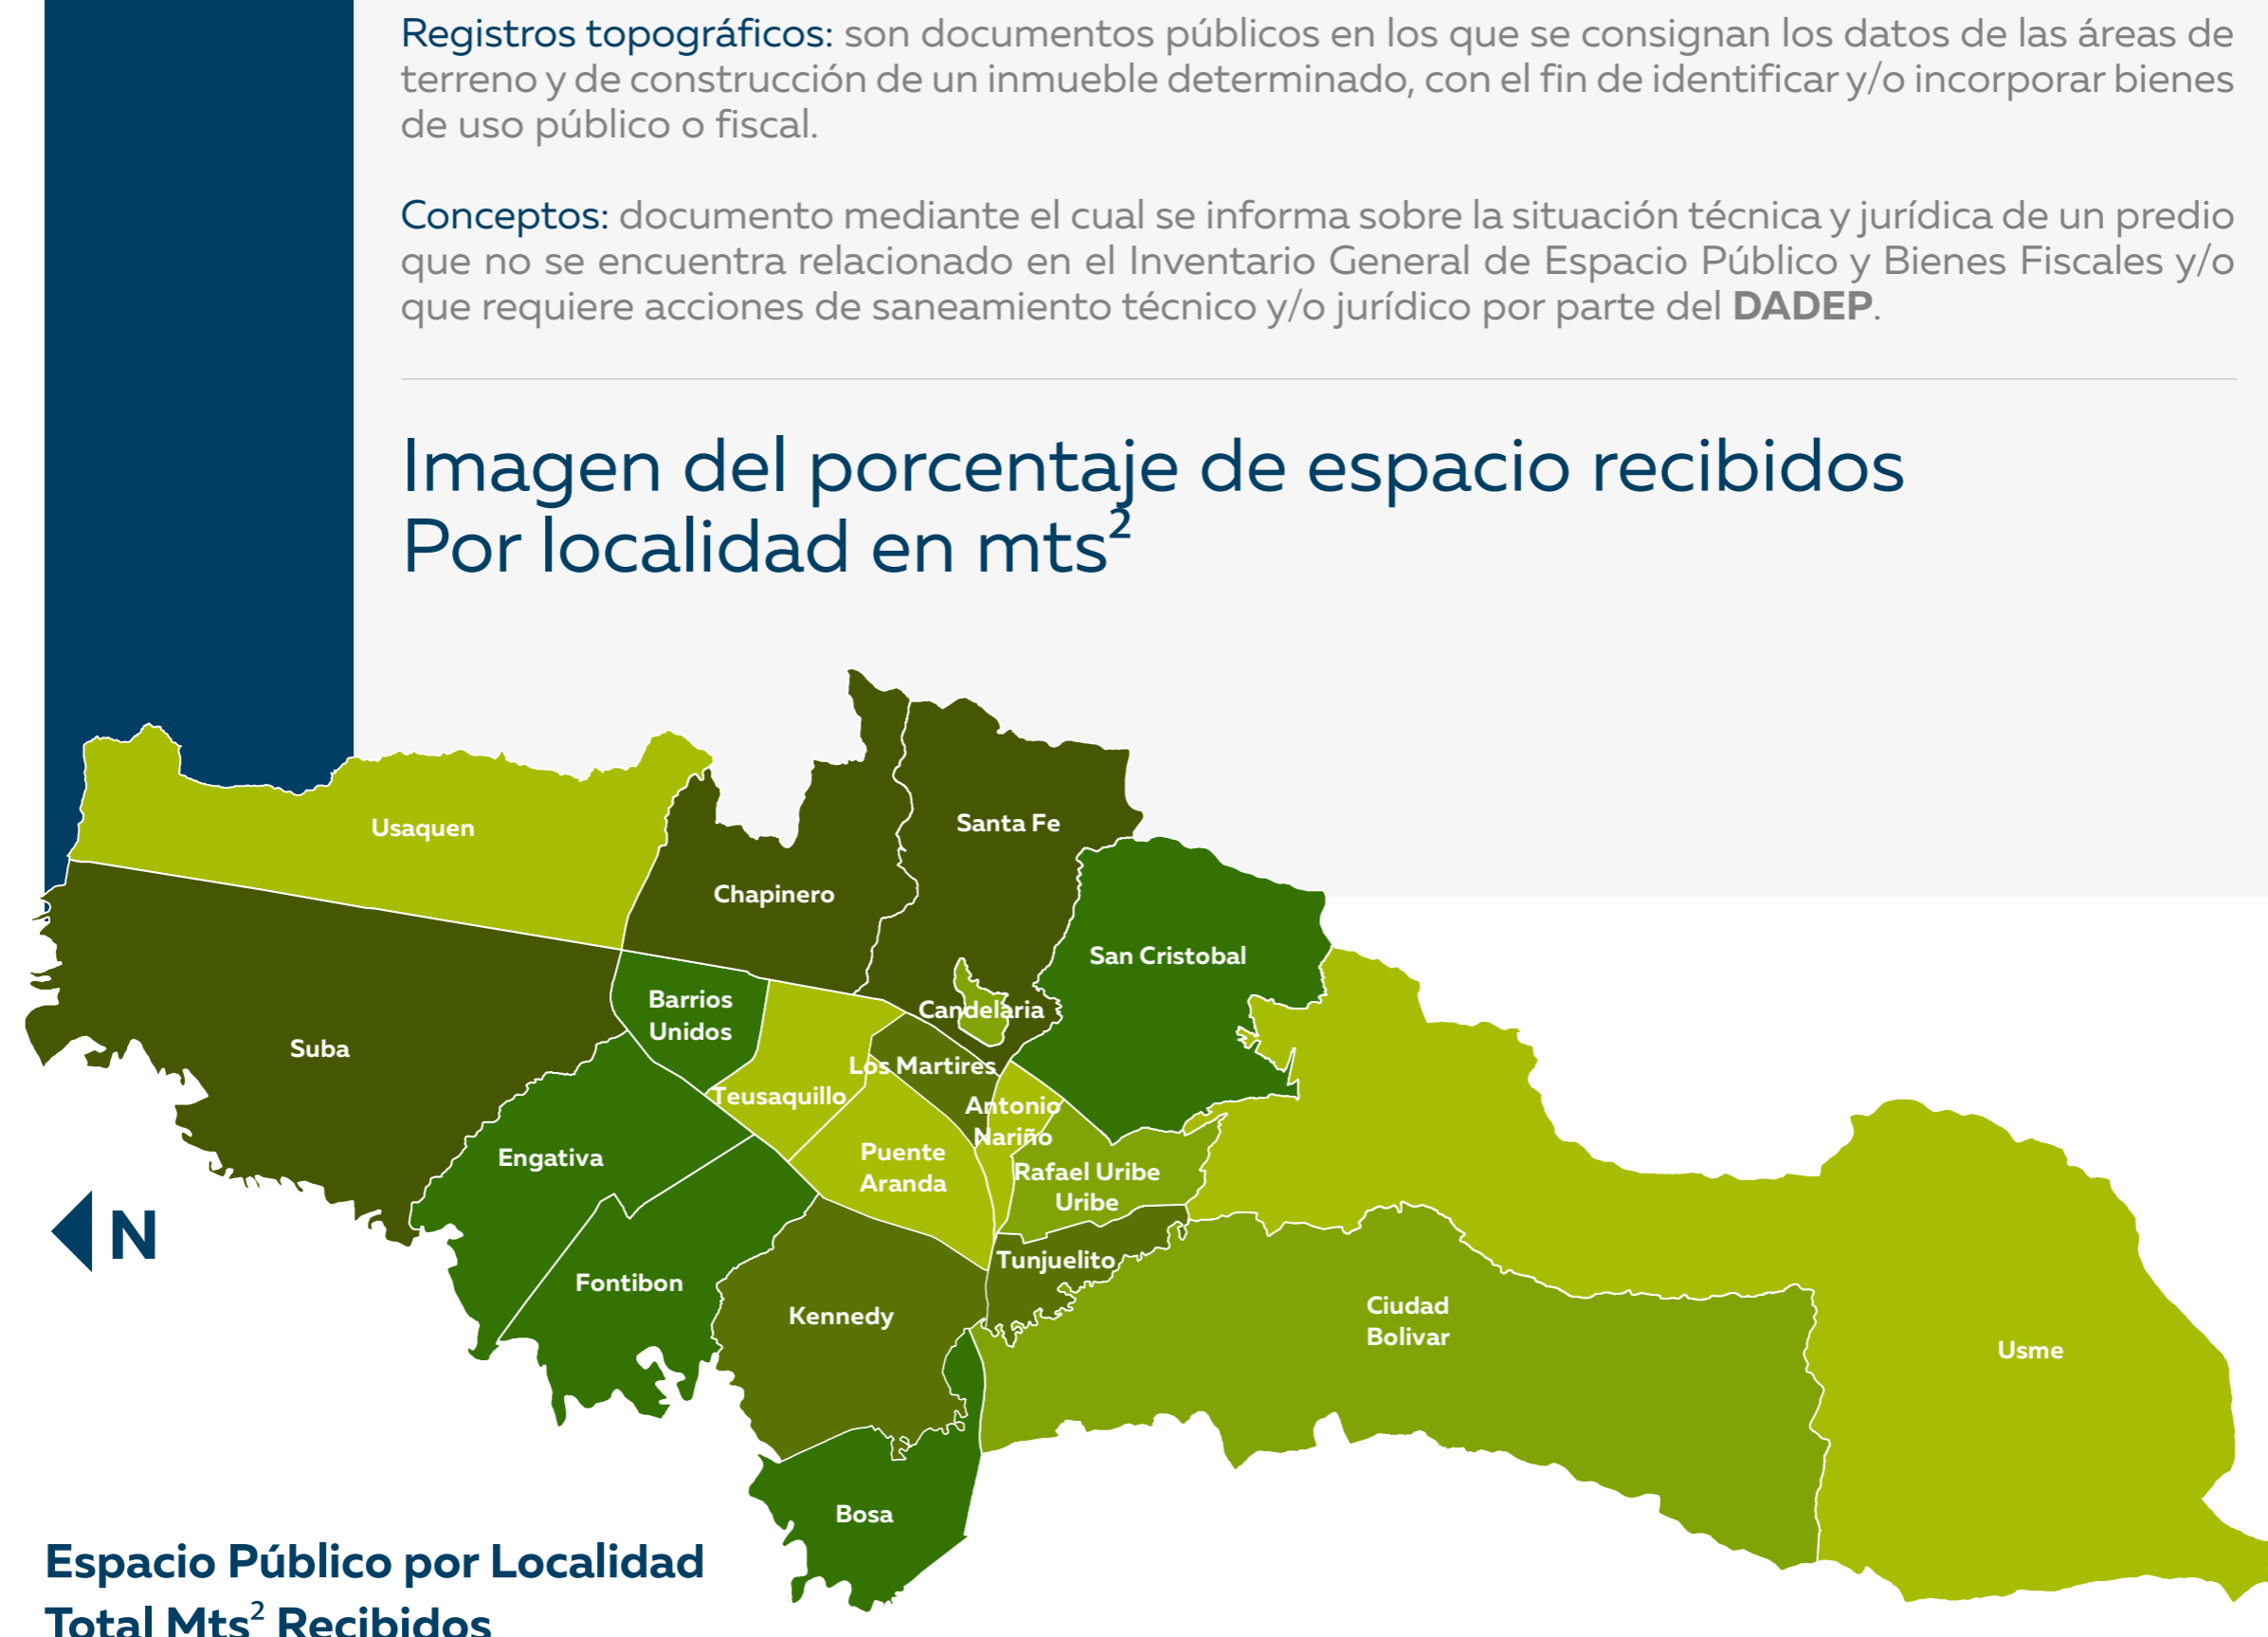 Registros topográficos: son documentos públicos en los que se consignan los datos de las áreas de
terreno y de construcción de un inmueble determinado, con el fin de identificar y/o incorporar bienes
de uso público o fiscal.
Conceptos: documento mediante el cual se informa sobre la situación técnica y jurídica de un predio
que no se encuentra relacionado en el Inventario General de Espacio Público y Bienes Fiscales y/o
que requiere acciones de saneamiento técnico y/o jurídico por parte del DADEP.
Imagen del porcentaje de espacio recibidos
Por localidad en mts²
Usaquen
Santa Fe
Chapinero
San Cristobal
Barrios
Unidos
Candelaria
Suba
Los Martires
Teusaquillo
Antonio
Nariño
Engativa
Puente
Aranda
Rafael Uribe
Uribe
N
Tunjuelito
Fontibon
Kennedy
Ciudad
Bolivar
Usme
Bosa
Espacio Público por Localidad
Total Mts² Recibidos